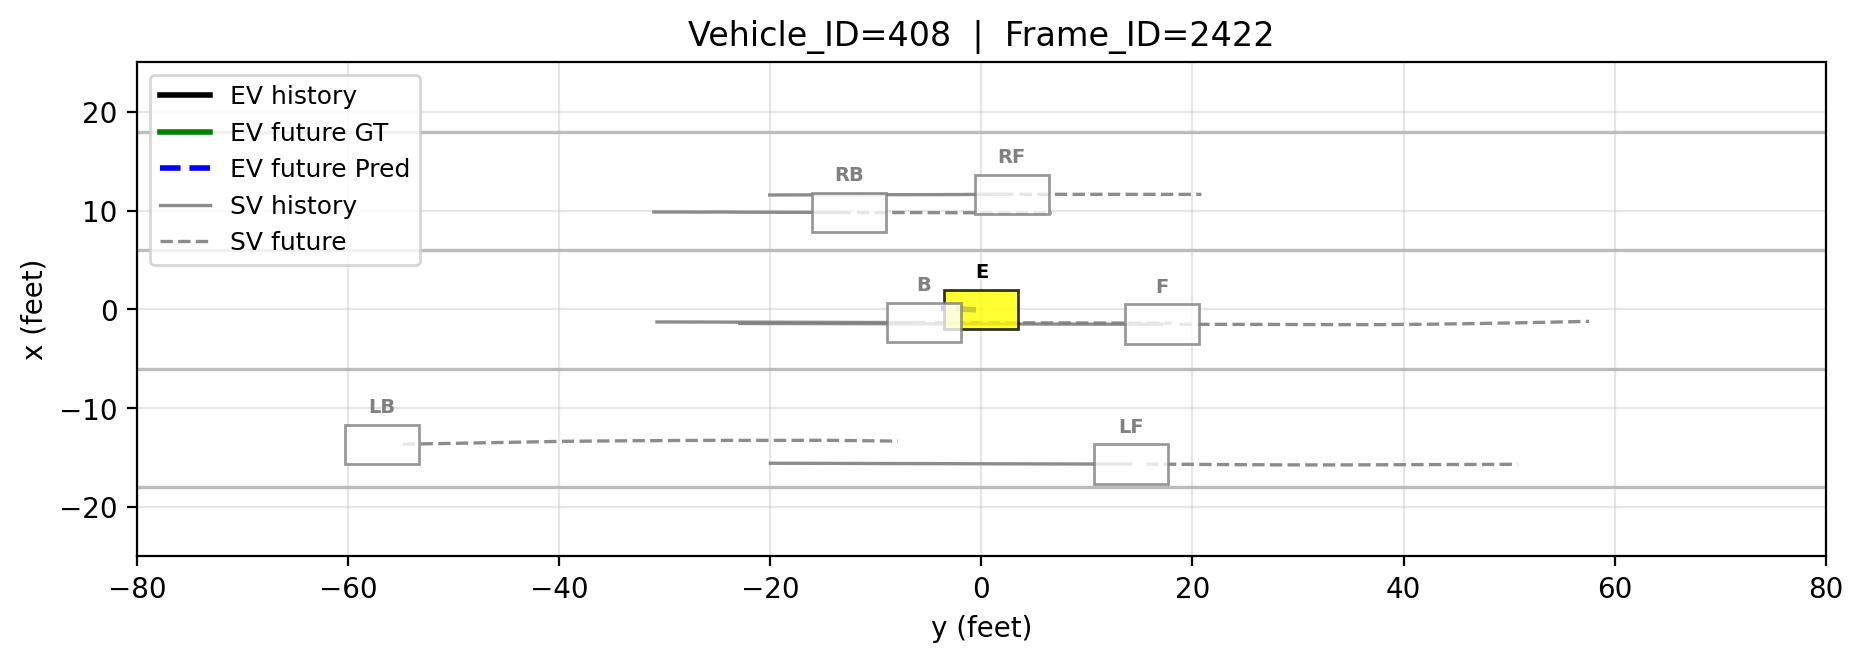 Vehicle_ID=408 | Frame_ID=2422
EV history
EV future GT
EV future Pred
SV history
SV future
RB
RF
E
B
F
LB
LF
20
10
0
−10
−20
x (feet)
−80
−60
−40
−20
0
20
40
60
80
y (feet)